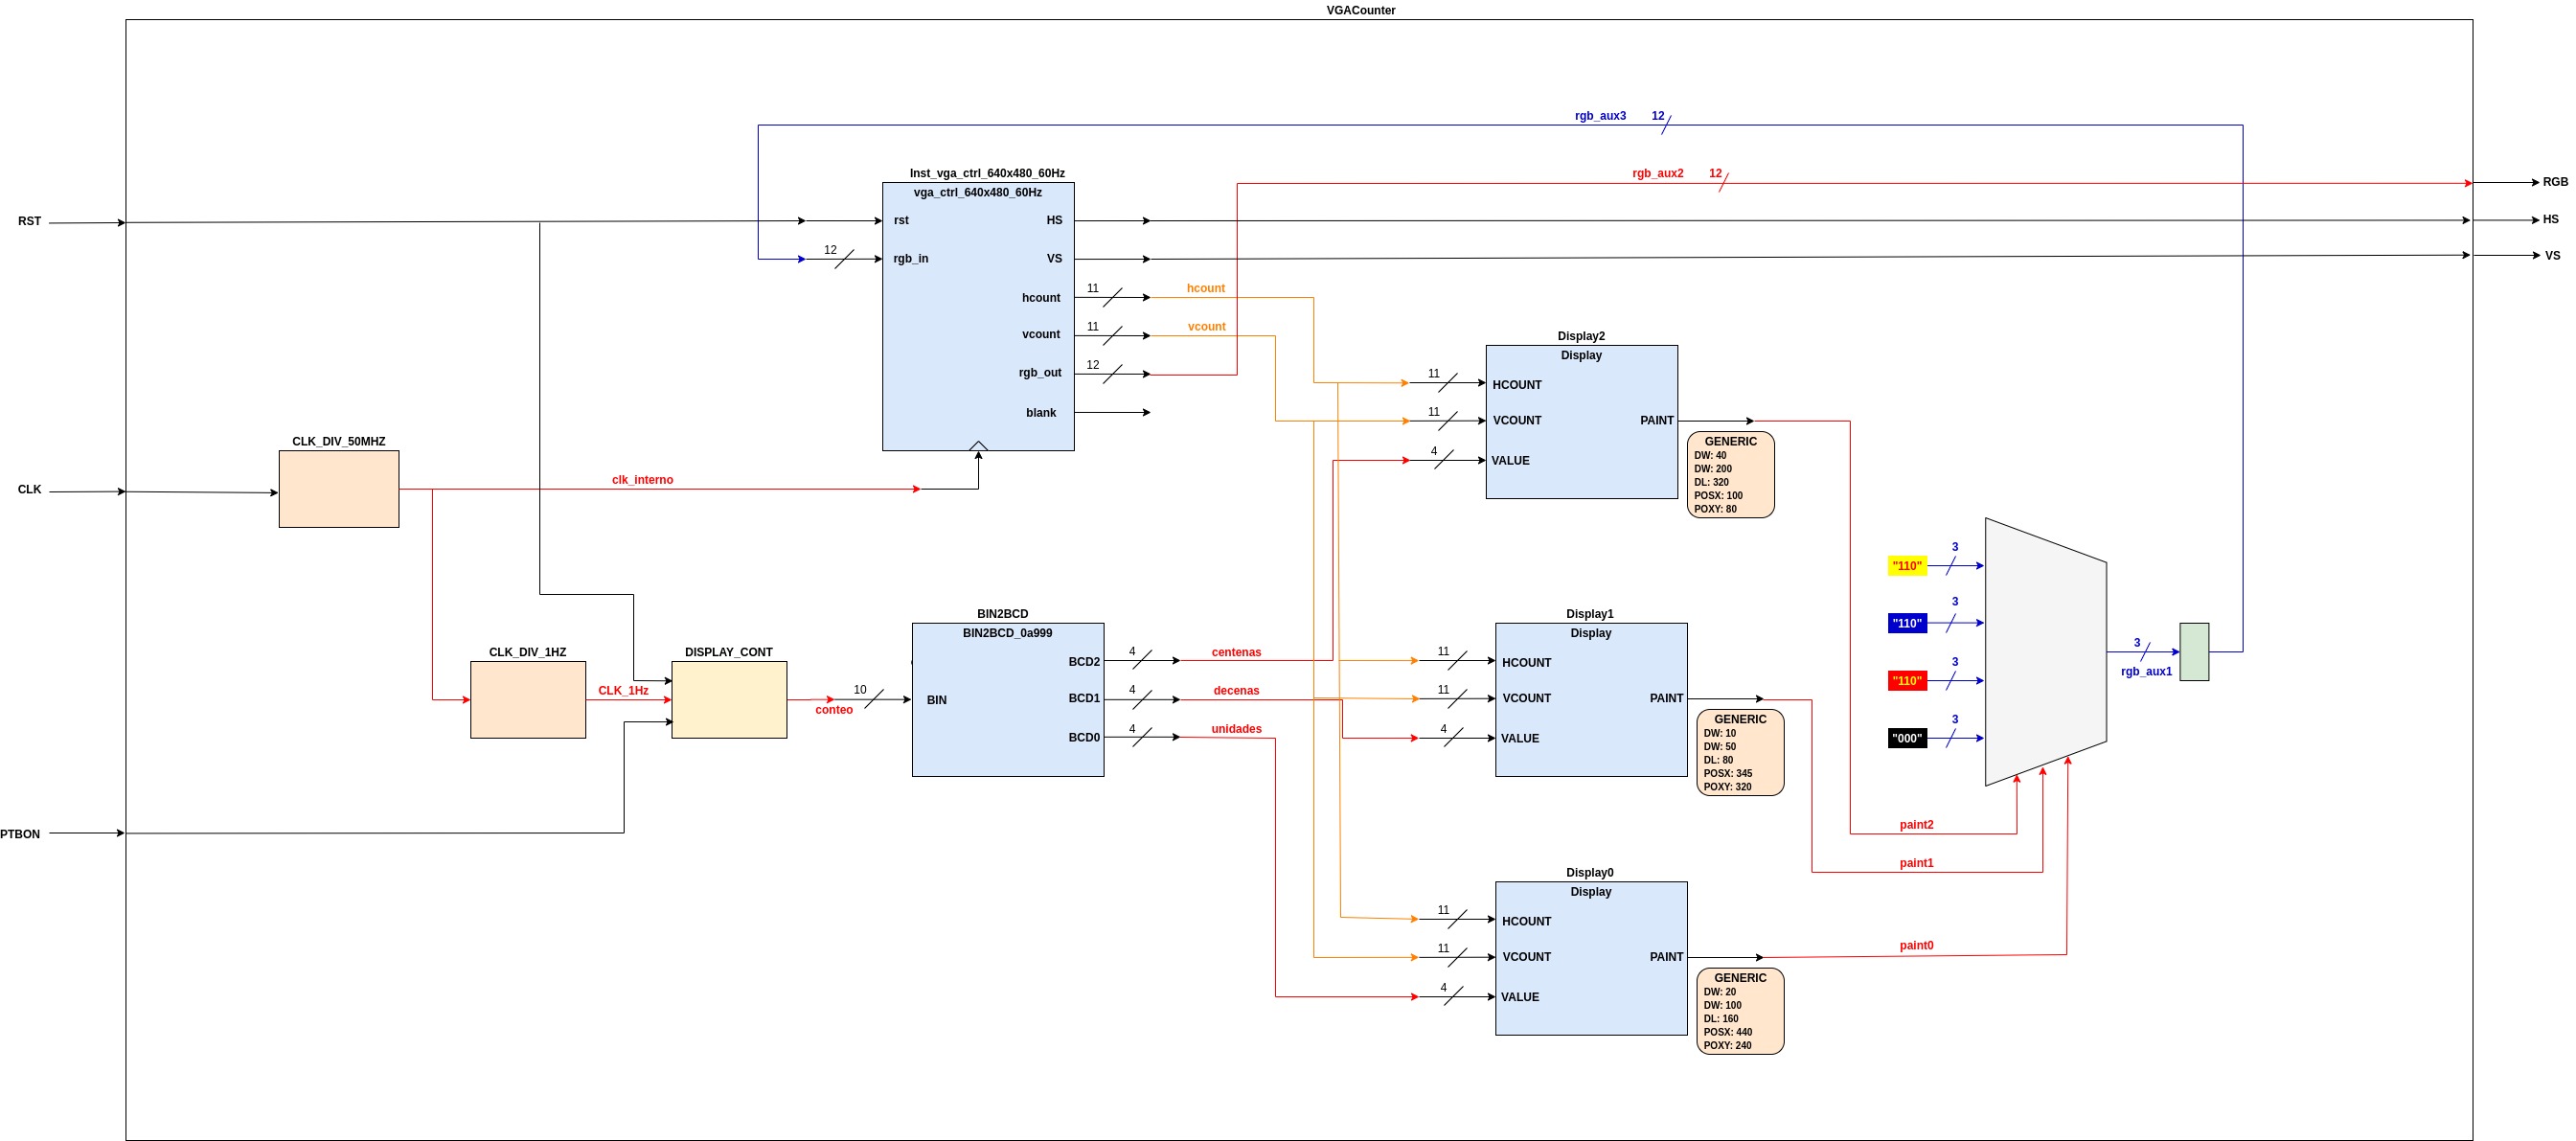 VGACounter
rgb_aux3 12
rgb_aux2 12
RGB
Inst_vga_ctrl_640x480_60Hz
vga_ctrl_640x480_60Hz
RST
rst
HS
HS
12
rgb_in
VS
VS
11
hcount
hcount
11
vcount
vcount
12
rgb_out
blank
Display2
Display
11
HCOUNT
11
VCOUNT
PAINT
4
VALUE
GENERIC
DW: 40
DW: 200
DL: 320
POSX: 100
POXY: 80
CLK_DIV_50MHZ
CLK
clk_interno
"110"
3
"110"
3
"110"
3
"000"
3
3
rgb_aux1
CLK_DIV_1HZ
CLK_1Hz
DISPLAY_CONT
conteo
10
BIN2BCD
BIN2BCD_0a999
BIN
BCD2
4
centenas
BCD1
4
decenas
BCD0
4
unidades
Display1
Display
11
HCOUNT
11
VCOUNT
PAINT
4
VALUE
GENERIC
DW: 10
DW: 50
DL: 80
POSX: 345
POXY: 320
PTBON
paint2
paint1
Display0
Display
11
HCOUNT
11
VCOUNT
PAINT
paint0
4
VALUE
GENERIC
DW: 20
DW: 100
DL: 160
POSX: 440
POXY: 240